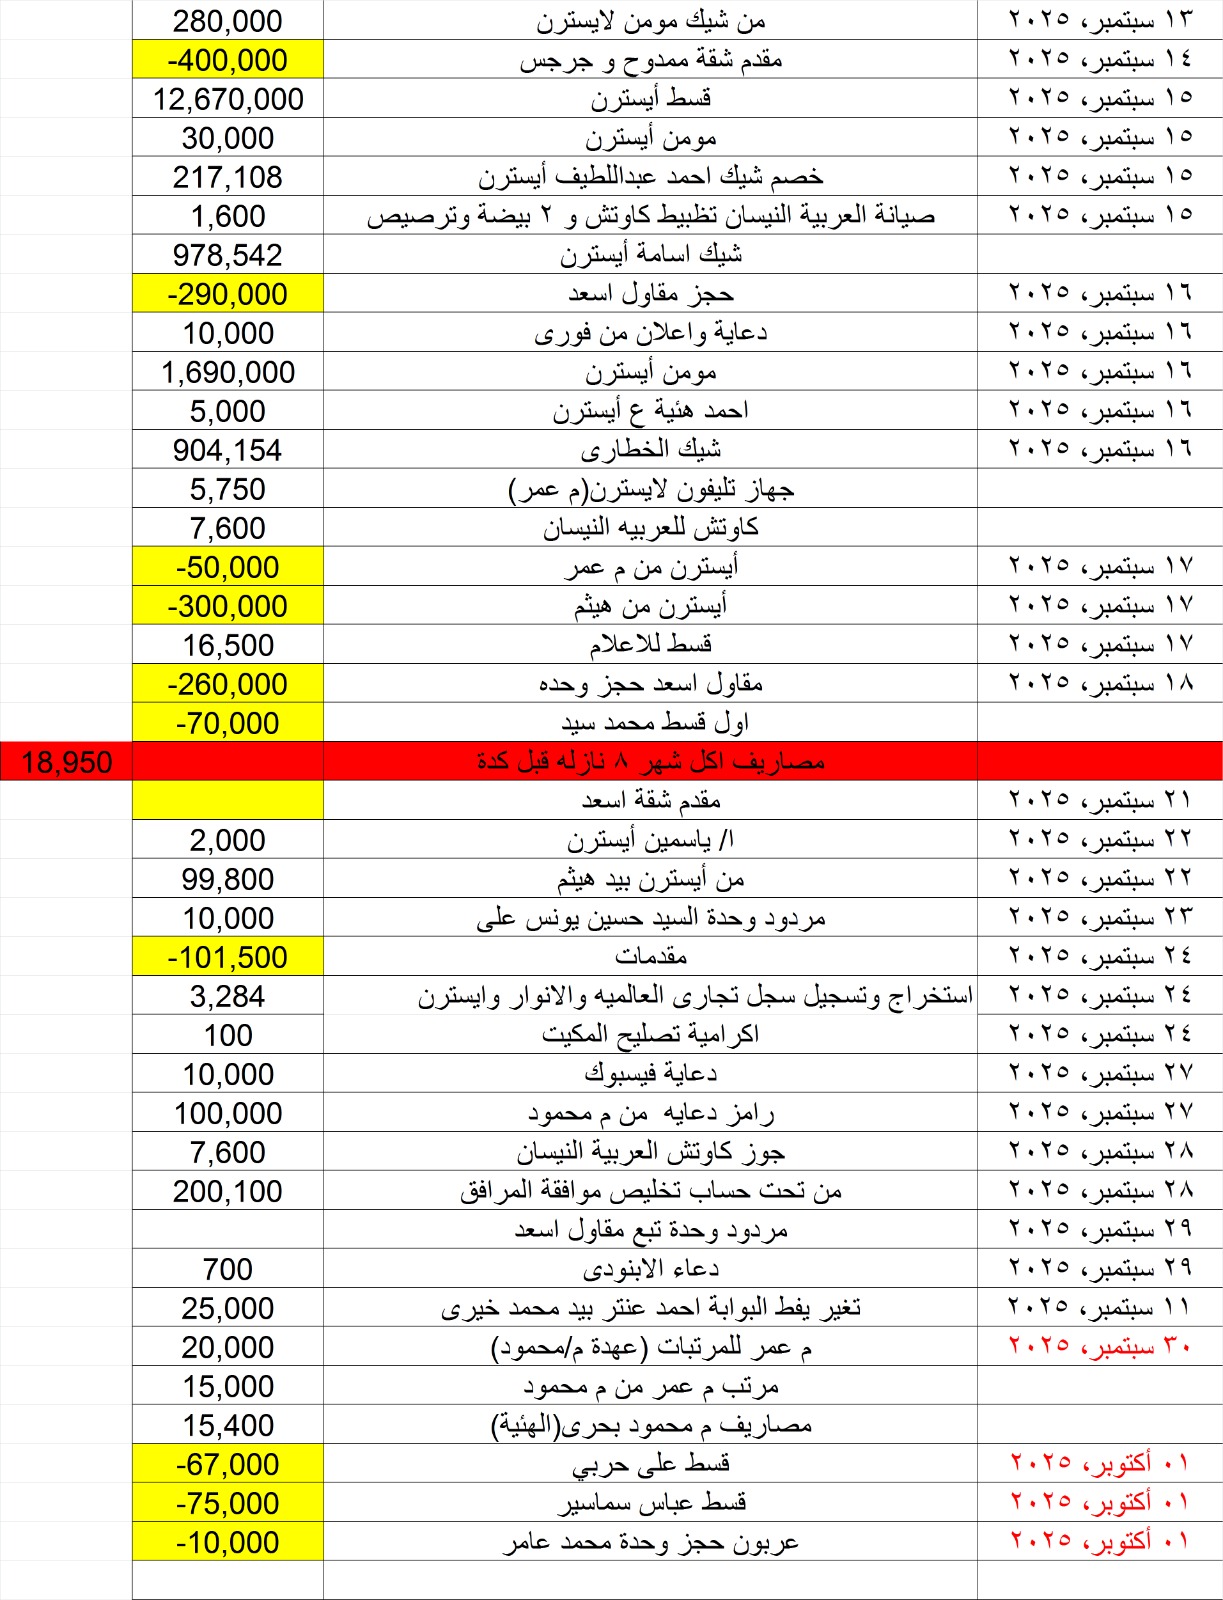 ١٣ سبتمبر، ٢٠٢٥ من شيك مومن لايسترن 280,000
١٤ سبتمبر، ٢٠٢٥ مقدم شقة ممدوح و جرجس -400,000
١٥ سبتمبر، ٢٠٢٥ قسط أيسترن 12,670,000
١٥ سبتمبر، ٢٠٢٥ مومن أيسترن 30,000
١٥ سبتمبر، ٢٠٢٥ خصم شيك احمد عبداللطيف أيسترن 217,108
١٥ سبتمبر، ٢٠٢٥ صيانة العربية النيسان تظبيط كاوتش و ٢ بيضة وترصيص 1,600
شيك اسامة أيسترن 978,542
١٦ سبتمبر، ٢٠٢٥ حجز مقاول اسعد -290,000
١٦ سبتمبر، ٢٠٢٥ دعاية واعلان من فورى 10,000
١٦ سبتمبر، ٢٠٢٥ مومن أيسترن 1,690,000
١٦ سبتمبر، ٢٠٢٥ احمد هئية ع أيسترن 5,000
١٦ سبتمبر، ٢٠٢٥ شيك الخطارى 904,154
جهاز تليفون لايسترن(م عمر) 5,750
كاوتش للعربيه النيسان 7,600
١٧ سبتمبر، ٢٠٢٥ أيسترن من م عمر -50,000
١٧ سبتمبر، ٢٠٢٥ أيسترن من هيثم -300,000
١٧ سبتمبر، ٢٠٢٥ قسط للاعلام 16,500
١٨ سبتمبر، ٢٠٢٥ مقاول اسعد حجز وحده -260,000
اول قسط محمد سيد -70,000
مصاريف اكل شهر ٨ نازله قبل كدة 18,950
٢١ سبتمبر، ٢٠٢٥ مقدم شقة اسعد
٢٢ سبتمبر، ٢٠٢٥ ا/ ياسمين أيسترن 2,000
٢٢ سبتمبر، ٢٠٢٥ من أيسترن بيد هيثم 99,800
٢٣ سبتمبر، ٢٠٢٥ مردود وحدة السيد حسين يونس على 10,000
٢٤ سبتمبر، ٢٠٢٥ مقدمات -101,500
٢٤ سبتمبر، ٢٠٢٥ استخراج وتسجيل سجل تجارى العالميه والانوار وايسترن 3,284
٢٤ سبتمبر، ٢٠٢٥ اكرامية تصليح المكيت 100
٢٧ سبتمبر، ٢٠٢٥ دعاية فيسبوك 10,000
٢٧ سبتمبر، ٢٠٢٥ رامز دعايه من م محمود 100,000
٢٨ سبتمبر، ٢٠٢٥ جوز كاوتش العربية النيسان 7,600
٢٨ سبتمبر، ٢٠٢٥ من تحت حساب تخليص موافقة المرافق 200,100
٢٩ سبتمبر، ٢٠٢٥ مردود وحدة تبع مقاول اسعد
٢٩ سبتمبر، ٢٠٢٥ دعاء الابنودى 700
١١ سبتمبر، ٢٠٢٥ تغير يفط البوابة احمد عنتر بيد محمد خيرى 25,000
٣٠ سبتمبر، ٢٠٢٥ م عمر للمرتبات (عهدة م/محمود) 20,000
مرتب م عمر من م محمود 15,000
مصاريف م محمود بحرى(الهئية) 15,400
٠١ أكتوبر، ٢٠٢٥ قسط على حربي -67,000
٠١ أكتوبر، ٢٠٢٥ قسط عباس سماسير -75,000
٠١ أكتوبر، ٢٠٢٥ عربون حجز وحدة محمد عامر -10,000